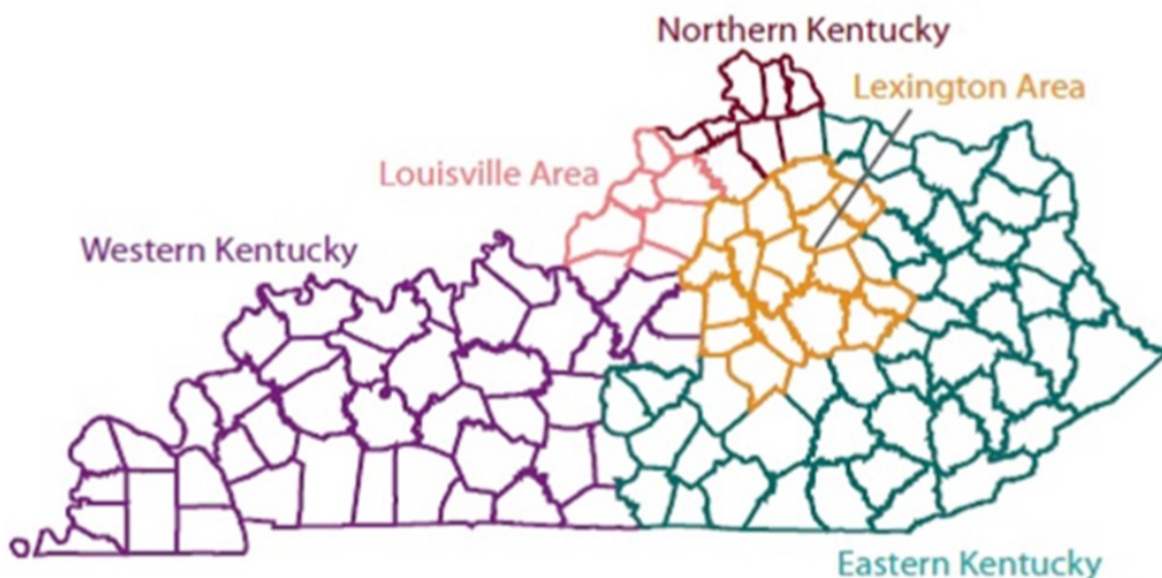 Northern Kentucky
Lexington Area
Louisville Area
Western Kentucky
Eastern Kentucky